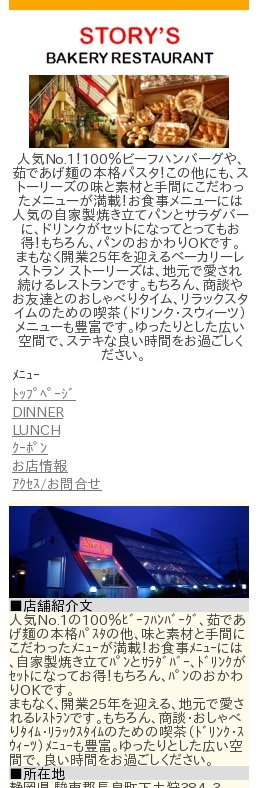 STORY'S
BAKERY RESTAURANT
人気No.1!100%ビーフハンバーグや、
茹であげ麺の本格パスタ!この他にも、ス
トーリーズの味と素材と手間にこだわっ
たメニューが満載!お食事メニューには
人気の自家製焼き立てパンとサラダバー
に、ドリンクがセットになってとってもお
得!もちろん、パンのおかわりOKです。
まもなく開業25年を迎えるベーカリーレ
ストラン ストーリーズは、地元で愛され
続けるレストランです。もちろん、商談や
お友達とのおしゃべりタイム、リラックスタ
イムのための喫茶(ドリンク・スウィーツ)
メニューも豊富です。ゆったりとした広い
空間で、ステキな良い時間をお過ごしく
ださい。
ﾒﾆｭｰ
ﾄｯﾌﾟﾍﾟｰｼﾞ
DINNER
LUNCH
ｸｰﾎﾟﾝ
お店情報
ｱｸｾｽ/お問合せ
■店舗紹介文
人気No.1の100%ﾋﾞｰﾌﾊﾝﾊﾞｰｸﾞ、茹であ
げ麺の本格ﾊﾟｽﾀの他、味と素材と手間に
こだわったﾒﾆｭｰが満載!お食事ﾒﾆｭｰには
、自家製焼き立てﾊﾟﾝとｻﾗﾀﾞﾊﾞｰ、ﾄﾞﾘﾝｸが
ｾｯﾄになってお得!もちろん、ﾊﾟﾝのおかわ
りOKです。
まもなく開業25年を迎える、地元で愛さ
れるﾚｽﾄﾗﾝです。もちろん、商談・おしゃべ
りﾀｲﾑ･ﾘﾗｯｸｽﾀｲﾑのための喫茶(ﾄﾞﾘﾝｸ･ｽ
ｳｨｰﾂ)ﾒﾆｭｰも豊富。ゆったりとした広い空
間で、良い時間をお過ごしください。
■所在地
静岡県 駿東郡長泉町下土狩384-3